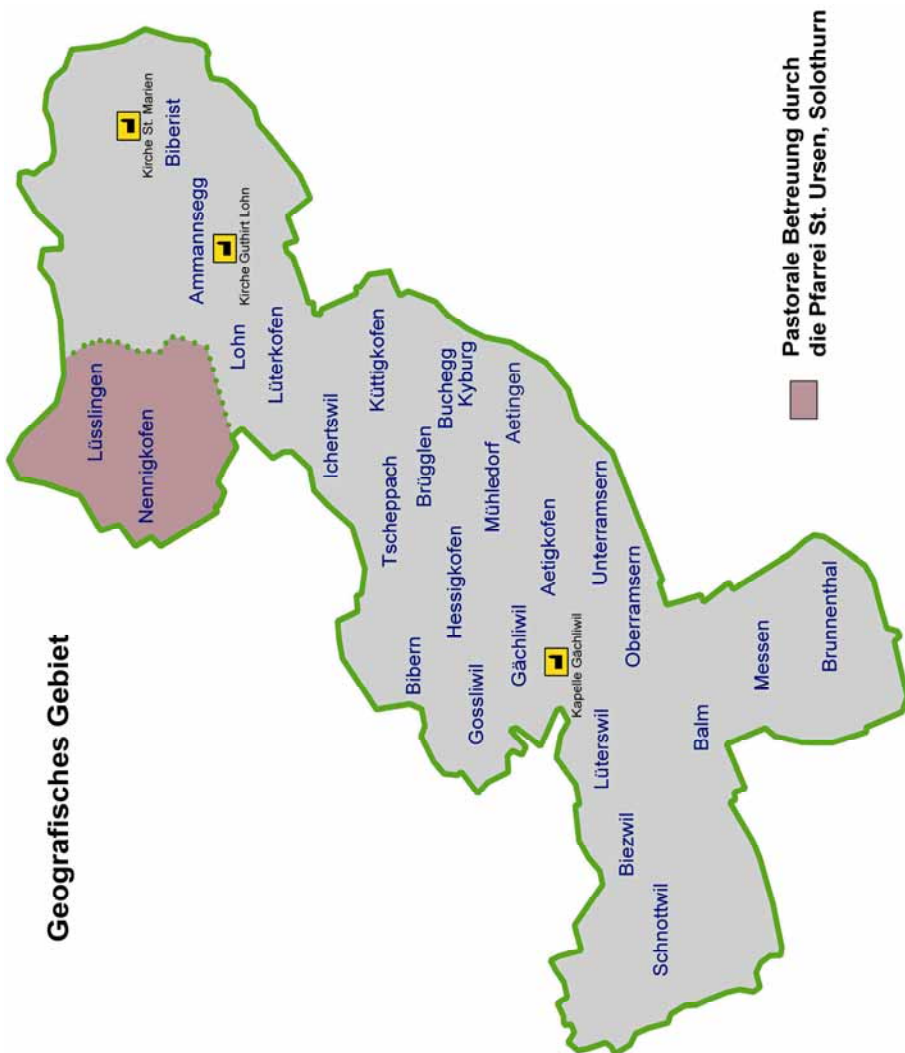 Geografisches Gebiet
Lüsslingen
Nennigkofen
Kirche St. Marien
Biberist
Ammannsegg
Kirche Guthirt Lohn
Lohn
Lüterkofen
Ichertswil
Küttigkofen
Tscheppach
Brügglen
Buchegg
Kyburg
Bibern
Hessigkofen
Mühledorf
Aetingen
Gossliwil
Gächliwil
Aetigkofen
Kapelle Gächliwil
Unterramsern
Lüterswil
Oberramsern
Biezwil
Schnottwil
Balm
Messen
Brunnenthal
Pastorale Betreuung durch
die Pfarrei St. Ursen, Solothurn